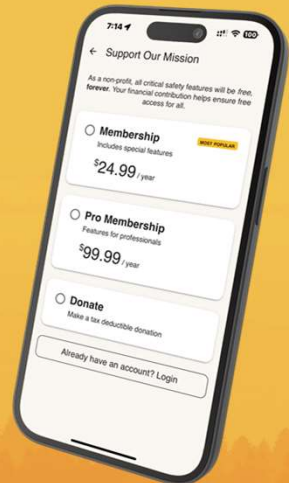 7:14
100
← Support Our Mission
As a non-profit, all critical safety features will be free,
forever. Your financial contribution helps ensure free
access for all.
Membership
MOST POPULAR
Includes special features
$24.99 / year
Pro Membership
Features for professionals
$99.99 / year
Donate
Make a tax deductible donation
Already have an account? Login